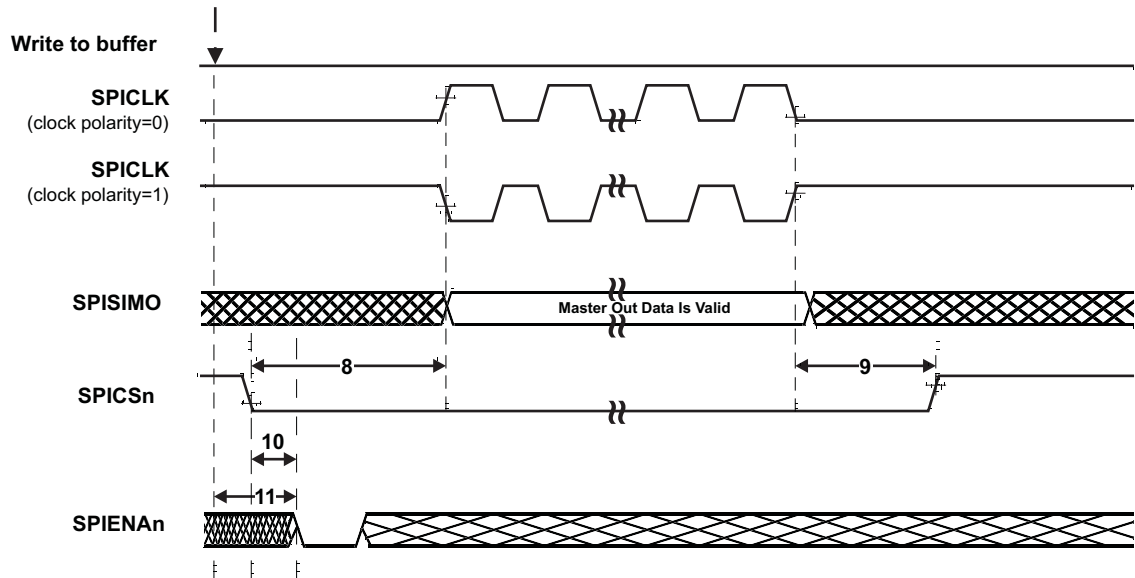 Write to buffer
SPICLK
(clock polarity=0)
SPICLK
(clock polarity=1)
SPISIMO
Master Out Data Is Valid
8
9
SPICSn
10
11
SPIENAn